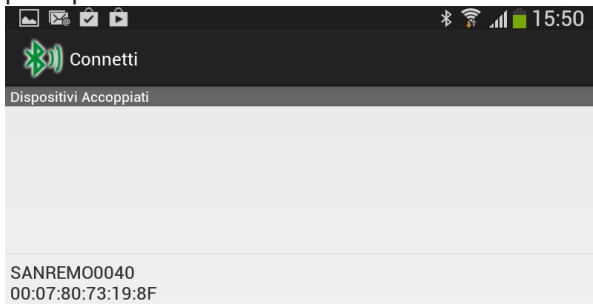 15:50
Connetti
Dispositivi Accoppiati
SANREMO0040
00:07:80:73:19:8F